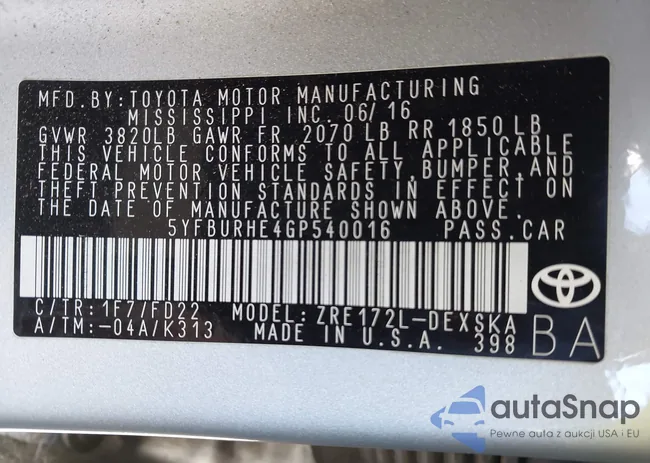 MFD.BY: TOYOTA MOTOR MANUFACTURING
MISSISSIPPI INC. 06/16
GVWR 3820LB GAWR FR 2070 LB RR 1850 LB
THIS VEHICLE CONFORMS TO ALL APPLICABLE
FEDERAL MOTOR VEHICLE SAFETY, BUMPER, AND
THEFT PREVENTION STANDARDS IN EFFECT ON
THE DATE OF MANUFACTURE SHOWN ABOVE.
5YFBURHE4GP540016 PASS.CAR
C/TR: 1F7/FD22 MODEL: ZRE172L-DEXSKA
A/TM: -04A/K313 MADE IN U.S.A. 398 BA
autaSnap
Pewne auta z aukcji USA i EU